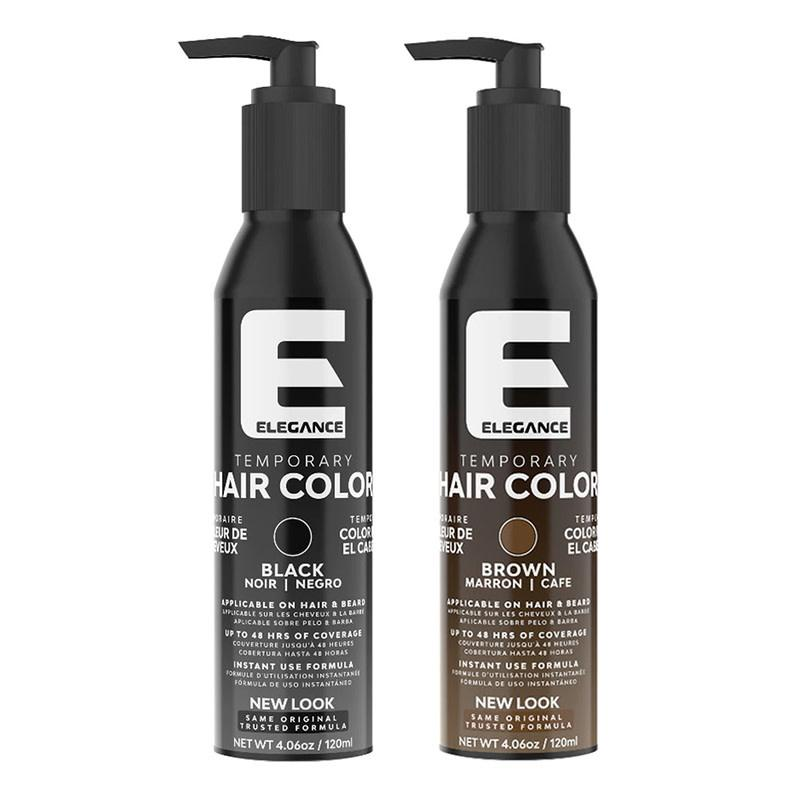 E
ELEGANCE
TEMPORARY
HAIR COLOR
BLACK
NOIR | NEGRO
APPLICABLE ON HAIR & BEARD
APPLICABLE SUR LES CHEVEUX & LA BARBE
APLICABLE SOBRE PELO & BARBA
UP TO 48 HRS OF COVERAGE
COUVERTURE JUSQU'À 48 HEURES
COBERTURA HASTA 48 HORAS
INSTANT USE FORMULA
FORMULE D'UTILISATION INSTANTANÉE
FÓRMULA DE USO INSTANTÁNEO
NEW LOOK
SAME ORIGINAL
TRUSTED FORMULA
NET WT 4.06oz / 120ml
E
ELEGANCE
TEMPORARY
HAIR COLOR
BROWN
MARRON | CAFE
APPLICABLE ON HAIR & BEARD
APPLICABLE SUR LES CHEVEUX & LA BARBE
APLICABLE SOBRE PELO & BARBA
UP TO 48 HRS OF COVERAGE
COUVERTURE JUSQU'À 48 HEURES
COBERTURA HASTA 48 HORAS
INSTANT USE FORMULA
FORMULE D'UTILISATION INSTANTANÉE
FÓRMULA DE USO INSTANTÁNEO
NEW LOOK
SAME ORIGINAL
TRUSTED FORMULA
NET WT 4.06oz / 120ml